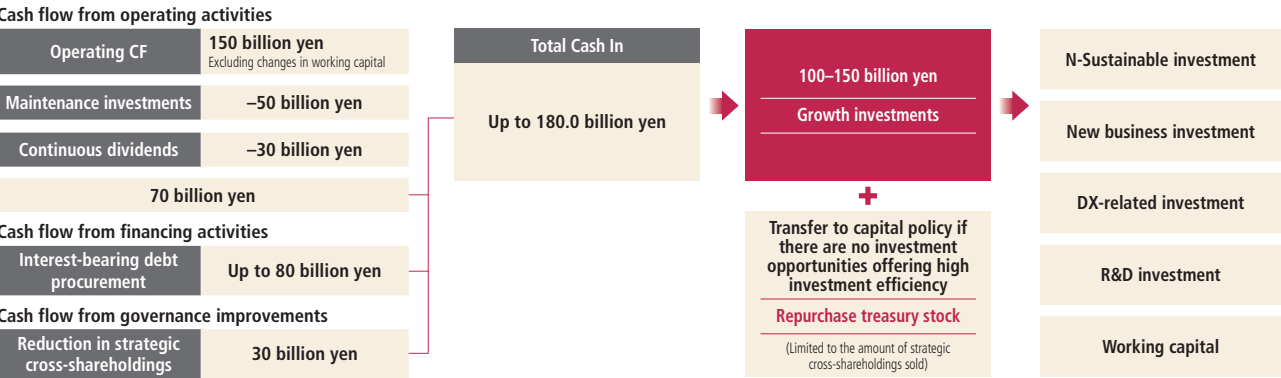 Cash flow from operating activities
Operating CF
150 billion yen
Excluding changes in working capital
Maintenance investments
–50 billion yen
Continuous dividends
–30 billion yen
70 billion yen
Cash flow from financing activities
Interest-bearing debt
procurement
Up to 80 billion yen
Cash flow from governance improvements
Reduction in strategic
cross-shareholdings
30 billion yen
Total Cash In
Up to 180.0 billion yen
100–150 billion yen
Growth investments
+
Transfer to capital policy if
there are no investment
opportunities offering high
investment efficiency
Repurchase treasury stock
(Limited to the amount of strategic
cross-shareholdings sold)
N-Sustainable investment
New business investment
DX-related investment
R&D investment
Working capital